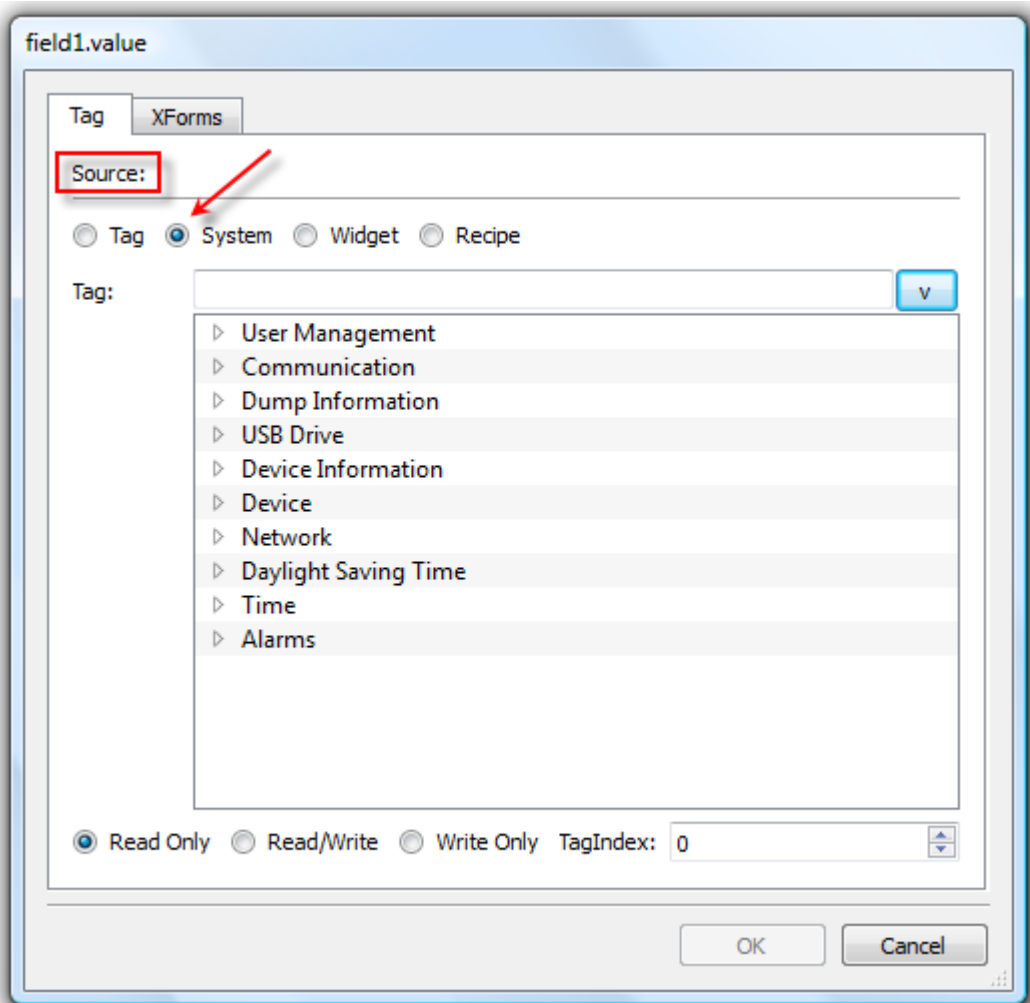 field1.value
Tag XForms
Source:
Tag System Widget Recipe
Tag: v
User Management
Communication
Dump Information
USB Drive
Device Information
Device
Network
Daylight Saving Time
Time
Alarms
Read Only Read/Write Write Only TagIndex: 0
OK Cancel